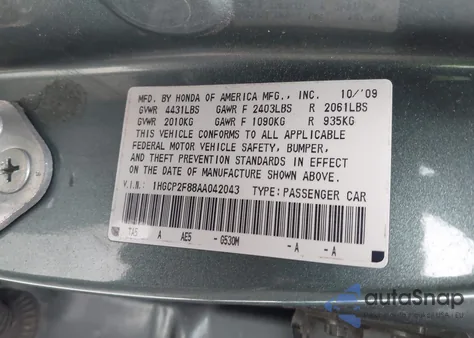 MFD. BY HONDA OF AMERICA MFG., INC. 10/'09
GVWR 4431LBS GAWR F 2403LBS R 2061LBS
GVWR 2010KG GAWR F 1090KG R 935KG
THIS VEHICLE CONFORMS TO ALL APPLICABLE
FEDERAL MOTOR VEHICLE SAFETY, BUMPER,
AND THEFT PREVENTION STANDARDS IN EFFECT
ON THE DATE OF MANUFACTURE SHOWN ABOVE.
V.I.N.: 1HGCP2F88AA042043 TYPE: PASSENGER CAR
TA5 A AE5 - G530M -A -A
autoSnap